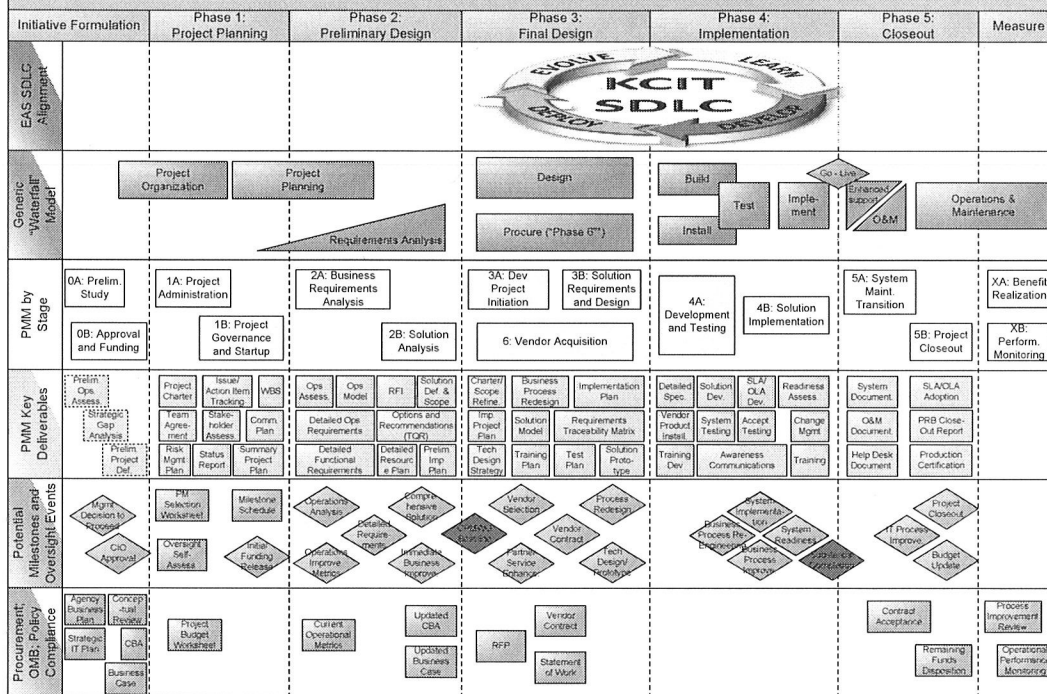 Initiative Formulation
Phase 1:
Project Planning
Phase 2:
Preliminary Design
Phase 3:
Final Design
Phase 4:
Implementation
Phase 5:
Closeout
Measure
EAS SDLC
Alignment
EVOLVE
LEARN
KCIT
SDLC
DEPLOY
DEVELOP
Generic
"Waterfall"
Model
Project
Organization
Project
Planning
Requirements Analysis
Design
Procure ("Phase 6")
Build
Install
Test
Imple-
ment
Go - Live
Enhanced
support
O&M
Operations &
Maintenance
PMM by
Stage
0A: Prelim.
Study
0B: Approval
and Funding
1A: Project
Administration
1B: Project
Governance
and Startup
2A: Business
Requirements
Analysis
2B: Solution
Analysis
3A: Dev
Project
Initiation
3B: Solution
Requirements
and Design
6: Vendor Acquisition
4A:
Development
and Testing
4B: Solution
Implementation
5A: System
Maint.
Transition
5B: Project
Closeout
XA: Benefit
Realization
XB:
Perform.
Monitoring
PMM Key
Deliverables
Prelim.
Ops
Assess.
Strategic
Gap
Analysis
Prelim.
Project
Def.
Project
Charter
Issue/
Action Item
Tracking
WBS
Team
Agree-
ment
Stake-
holder
Assess.
Comm.
Plan
Risk
Mgmt
Plan
Status
Report
Summary
Project Plan
Ops
Assess.
Ops
Model
RFI
Solution
Def. &
Scope
Detailed Ops
Requirements
Options and
Recommendations
(TQR)
Detailed
Functional
Requirements
Detailed
Resourc
e Plan
Prelim.
Imp Plan
Charter/
Scope
Refine.
Business
Process
Redesign
Implementation
Plan
Imp.
Project
Plan
Solution
Model
Requirements
Traceability Matrix
Tech
Design
Strategy
Training
Plan
Test
Plan
Solution
Proto-
type
Detailed
Spec.
Solution
Dev.
SLA/
OLA
Dev.
Readiness
Assess.
Vendor
Product
Install.
System
Testing
Accept
Testing
Change
Mgmt
Training
Dev
Awareness
Communications
Training
System
Document.
SLA/OLA
Adoption
O&M
Document.
PRB Close-
Out Report
Help Desk
Document
Production
Certification
Potential
Milestones and
Oversight Events
Mgmt
Decision to
Proceed
CIO
Approval
PM
Selection
Worksheet
Milestone
Schedule
Oversight
Self-
Assess
Initial
Funding
Release
Operations
Analysis
Compre-
hensive
Solution
Detailed
Require-
ments
Operations
Improve
Metrics
Immediate
Business
Improve
Vendor
Selection
Process
Redesign
Vendor
Contract
Partner
Service
Enhance
Tech
Design/
Prototype
System
Implementa-
tion
Business
Process Re-
Engineering
System
Readiness
Business
Process
Improve
Project
Closeout
IT Process
Improve.
Budget
Update
Procurement;
OMB; Policy
Compliance
Agency
Business
Plan
Concep-
tual
Review
Strategic
IT Plan
CBA
Business
Case
Project
Budget
Worksheet
Current
Operational
Metrics
Updated
CBA
Updated
Business
Case
RFP
Vendor
Contract
Statement
of Work
Contract
Acceptance
Remaining
Funds
Disposition
Process
Improvement
Review
Operational
Performance
Monitoring